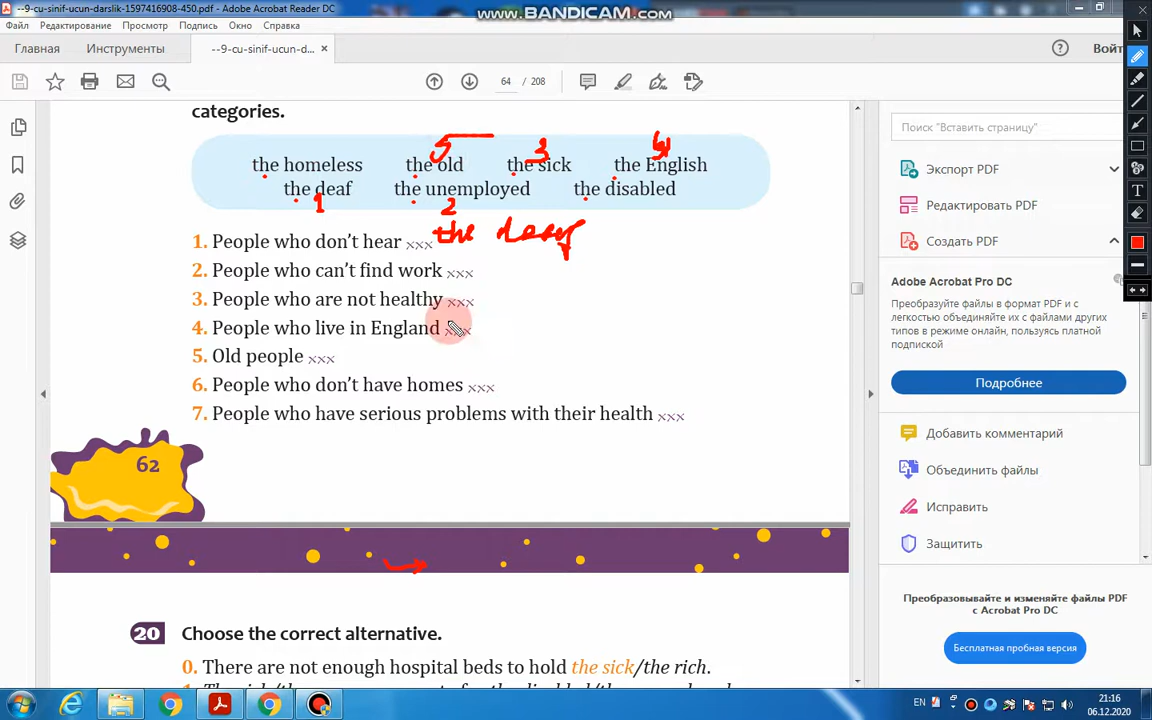 --9-cu-sinif-ucun-darslik-1597416908-450.pdf - Adobe Acrobat Reader DC
www.BANDICAM.com
Файл Редактирование Просмотр Подпись Окно Справка
Главная Инструменты --9-cu-sinif-ucun-d... × Войт
64 / 208
categories.
5 3 4
the homeless the old the sick the English
the deaf the unemployed the disabled
1 2
1. People who don't hear xxx the deaf
2. People who can't find work xxx
3. People who are not healthy xxx
4. People who live in England xxx
5. Old people xxx
6. People who don't have homes xxx
7. People who have serious problems with their health xxx
62
20 Choose the correct alternative.
0. There are not enough hospital beds to hold the sick/the rich.
Поиск "Вставить страницу"
Экспорт PDF
Редактировать PDF
Создать PDF
Adobe Acrobat Pro DC
Преобразуйте файлы в формат PDF и с
легкостью объединяйте их с файлами других
типов в режиме онлайн, пользуясь платной
подпиской
Подробнее
Добавить комментарий
Объединить файлы
Исправить
Защитить
Преобразовывайте и изменяйте файлы PDF
с Acrobat Pro DC
Бесплатная пробная версия
EN 21:16
06.12.2020